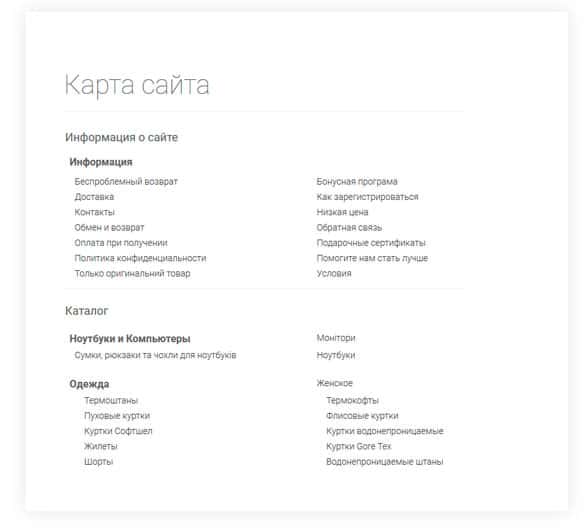 Карта сайта
Информация о сайте
Информация
Беспроблемный возврат
Доставка
Контакты
Обмен и возврат
Оплата при получении
Политика конфиденциальности
Только оригинальний товар
Бонусная програма
Как зарегистрироваться
Низкая цена
Обратная связь
Подарочные сертификаты
Помогите нам стать лучше
Условия
Каталог
Ноутбуки и Компьютеры
Сумки, рюкзаки та чохли для ноутбуків
Монітори
Ноутбуки
Одежда
Термоштаны
Пуховые куртки
Куртки Софтшел
Жилеты
Шорты
Женское
Термокофты
Флисовые куртки
Куртки водонепроницаемые
Куртки Gore Tex
Водонепроницаемые штаны